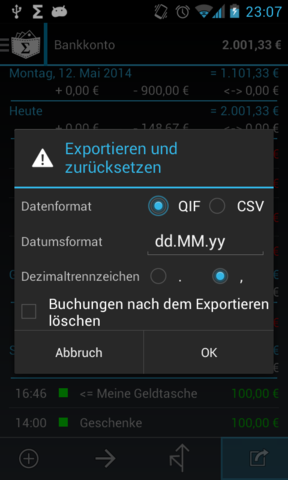 23:07
Bankkonto 2.001,33 €
Montag, 12. Mai 2014 = 1.101,33 €
+ 0,00 € - 900,00 € <-> 0,00 €
Heute = 2.001,33 €
+ 0,00 € - 148,67 € <-> 0,00 €
Exportieren und
zurücksetzen
Datenformat QIF CSV
Datumsformat dd.MM.yy
Dezimaltrennzeichen . ,
Buchungen nach dem Exportieren
löschen
Abbruch OK
16:46 <= Meine Geldtasche 100,00 €
14:00 Geschenke 100,00 €